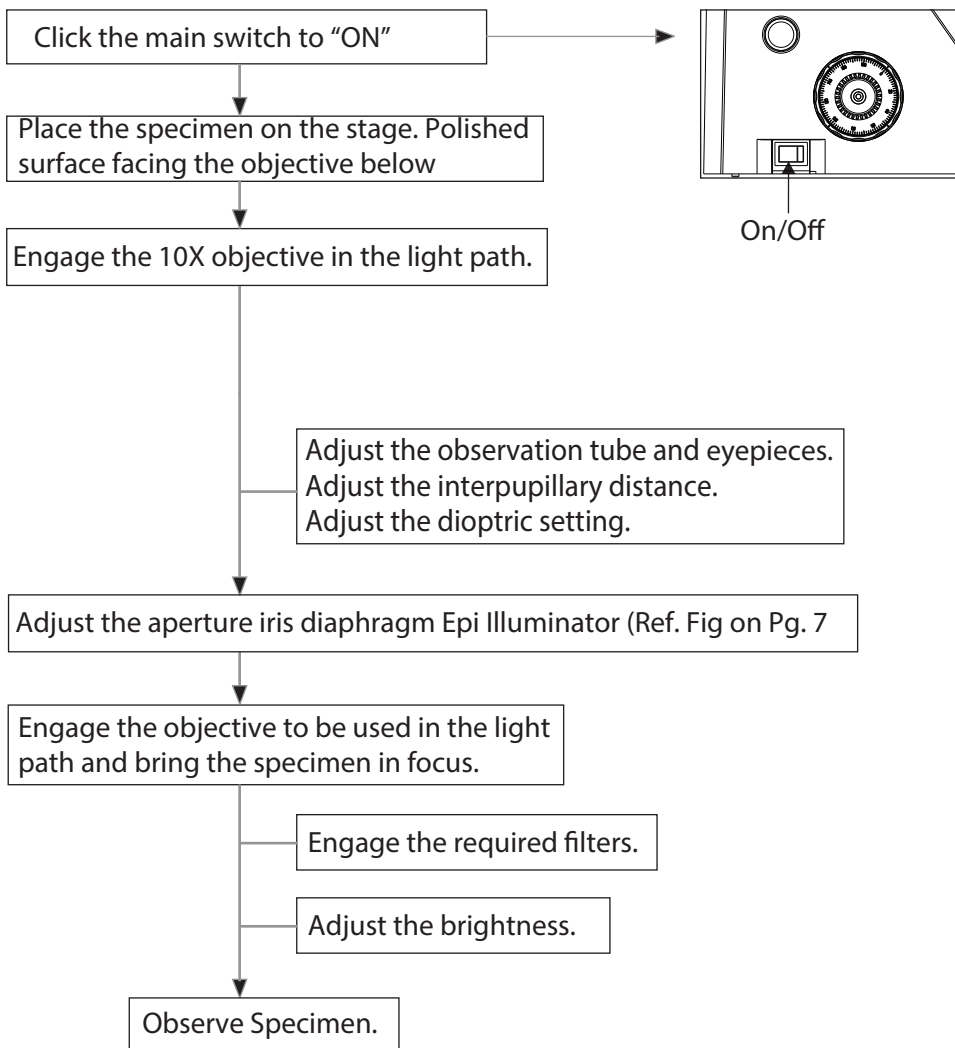 Click the main switch to “ON”
Place the specimen on the stage. Polished
surface facing the objective below
On/Off
Engage the 10X objective in the light path.
Adjust the observation tube and eyepieces.
Adjust the interpupillary distance.
Adjust the dioptric setting.
Adjust the aperture iris diaphragm Epi Illuminator (Ref. Fig on Pg. 7
Engage the objective to be used in the light
path and bring the specimen in focus.
Engage the required filters.
Adjust the brightness.
Observe Specimen.